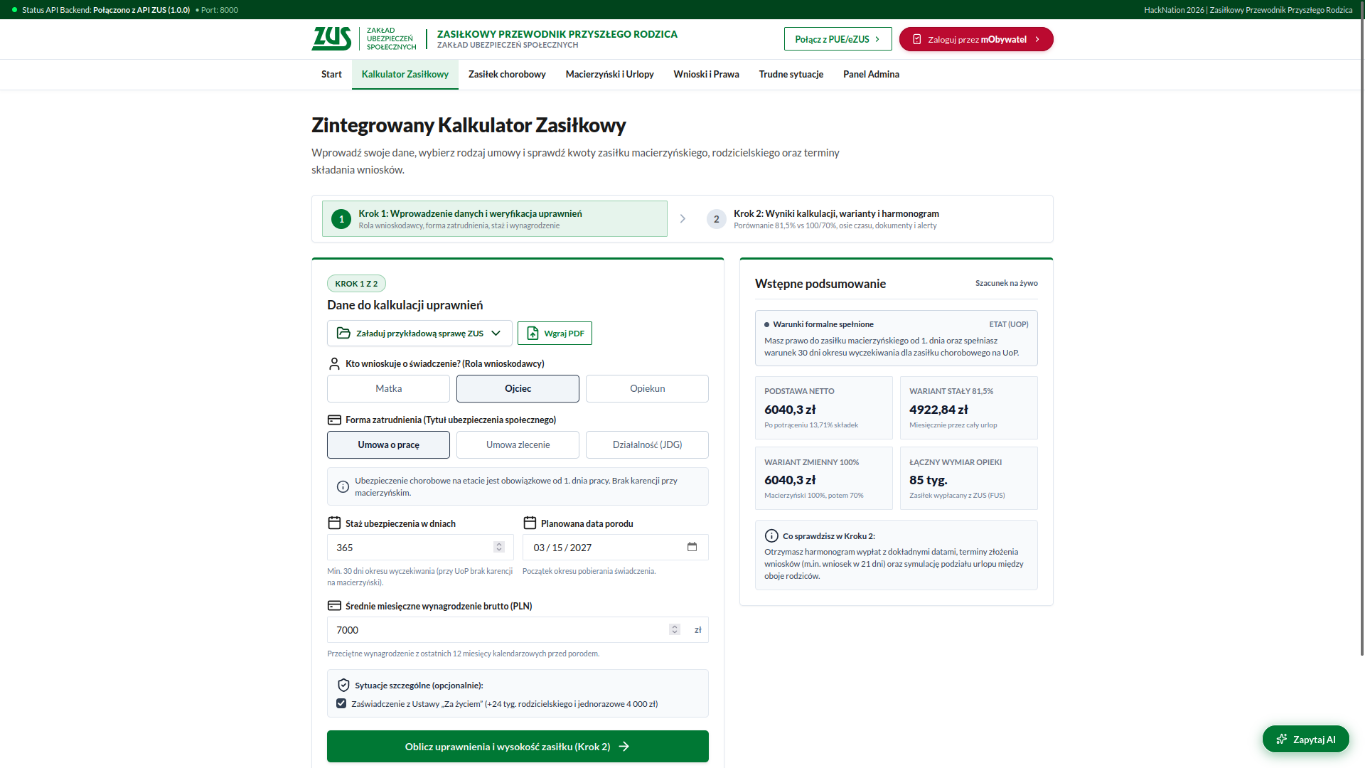 Status API Backend: Połączono z API ZUS (1.0.0) • Port: 8000
HackNation 2026 | Zasiłkowy Przewodnik Przyszłego Rodzica
ZUS
ZAKŁAD
UBEZPIECZEŃ
SPOŁECZNYCH
ZASIŁKOWY PRZEWODNIK PRZYSZŁEGO RODZICA
ZAKŁAD UBEZPIECZEŃ SPOŁECZNYCH
Połącz z PUE/eZUS
Zaloguj przez mObywatel
Start
Kalkulator Zasiłkowy
Zasiłek chorobowy
Macierzyński i Urlopy
Wnioski i Prawa
Trudne sytuacje
Panel Admina
Zintegrowany Kalkulator Zasiłkowy
Wprowadź swoje dane, wybierz rodzaj umowy i sprawdź kwoty zasiłku macierzyńskiego, rodzicielskiego oraz terminy
składania wniosków.
1
Krok 1: Wprowadzenie danych i weryfikacja uprawnień
Rola wnioskodawcy, forma zatrudnienia, staż i wynagrodzenie
2
Krok 2: Wyniki kalkulacji, warianty i harmonogram
Porównanie 81,5% vs 100/70%, osie czasu, dokumenty i alerty
KROK 1 Z 2
Dane do kalkulacji uprawnień
Załaduj przykładową sprawę ZUS
Wgraj PDF
Kto wnioskuje o świadczenie? (Rola wnioskodawcy)
Matka
Ojciec
Opiekun
Forma zatrudnienia (Tytuł ubezpieczenia społecznego)
Umowa o pracę
Umowa zlecenie
Działalność (JDG)
Ubezpieczenie chorobowe na etacie jest obowiązkowe od 1. dnia pracy. Brak karencji przy
macierzyńskim.
Staż ubezpieczenia w dniach
365
Min. 30 dni okresu wyczekiwania (przy UoP brak karencji
na macierzyński).
Planowana data porodu
03 / 15 / 2027
Początek okresu pobierania świadczenia.
Średnie miesięczne wynagrodzenie brutto (PLN)
7000
zł
Przeciętne wynagrodzenie z ostatnich 12 miesięcy kalendarzowych przed porodem.
Sytuacje szczególne (opcjonalnie):
Zaświadczenie z Ustawy „Za życiem” (+24 tyg. rodzicielskiego i jednorazowe 4 000 zł)
Oblicz uprawnienia i wysokość zasiłku (Krok 2)
Wstępne podsumowanie
Szacunek na żywo
Warunki formalne spełnione
ETAT (UOP)
Masz prawo do zasiłku macierzyńskiego od 1. dnia oraz spełniasz
warunek 30 dni okresu wyczekiwania dla zasiłku chorobowego na UoP.
PODSTAWA NETTO
6040,3 zł
Po potrąceniu 13,71% składek
WARIANT STAŁY 81,5%
4922,84 zł
Miesięcznie przez cały urlop
WARIANT ZMIENNY 100%
6040,3 zł
Macierzyński 100%, potem 70%
ŁĄCZNY WYMIAR OPIEKI
85 tyg.
Zasiłek wypłacany z ZUS (FUS)
Co sprawdzisz w Kroku 2:
Otrzymasz harmonogram wypłat z dokładnymi datami, terminy złożenia
wniosków (m.in. wniosek w 21 dni) oraz symulację podziału urlopu między
oboje rodziców.
Zapytaj AI